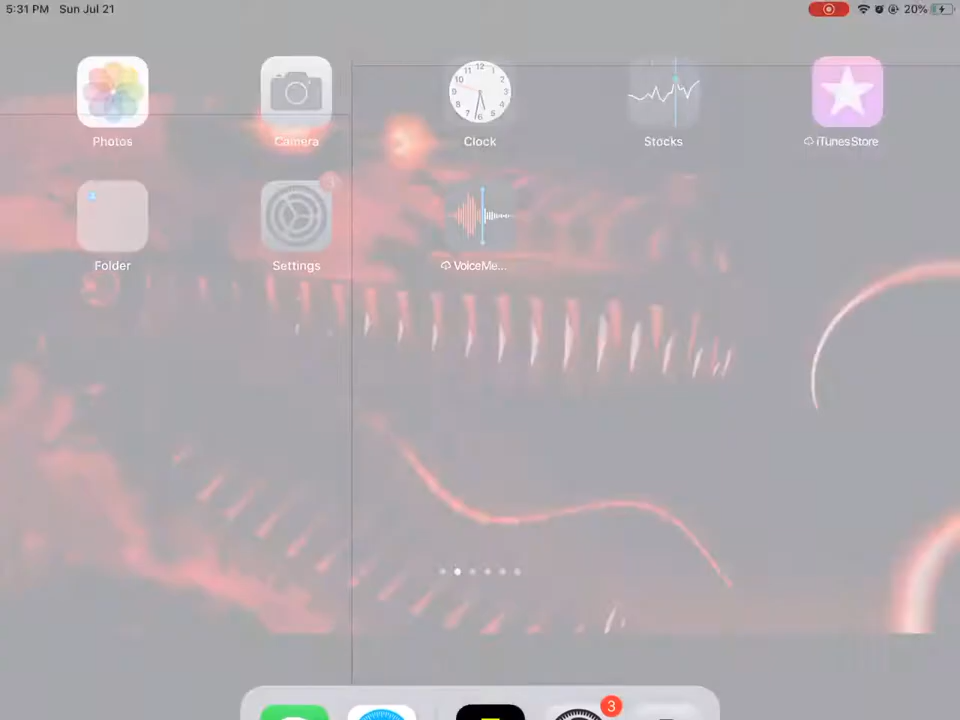 5:31 PM Sun Jul 21 20%
Photos Camera Clock Stocks iTunes Store
Folder Settings VoiceMe...
3